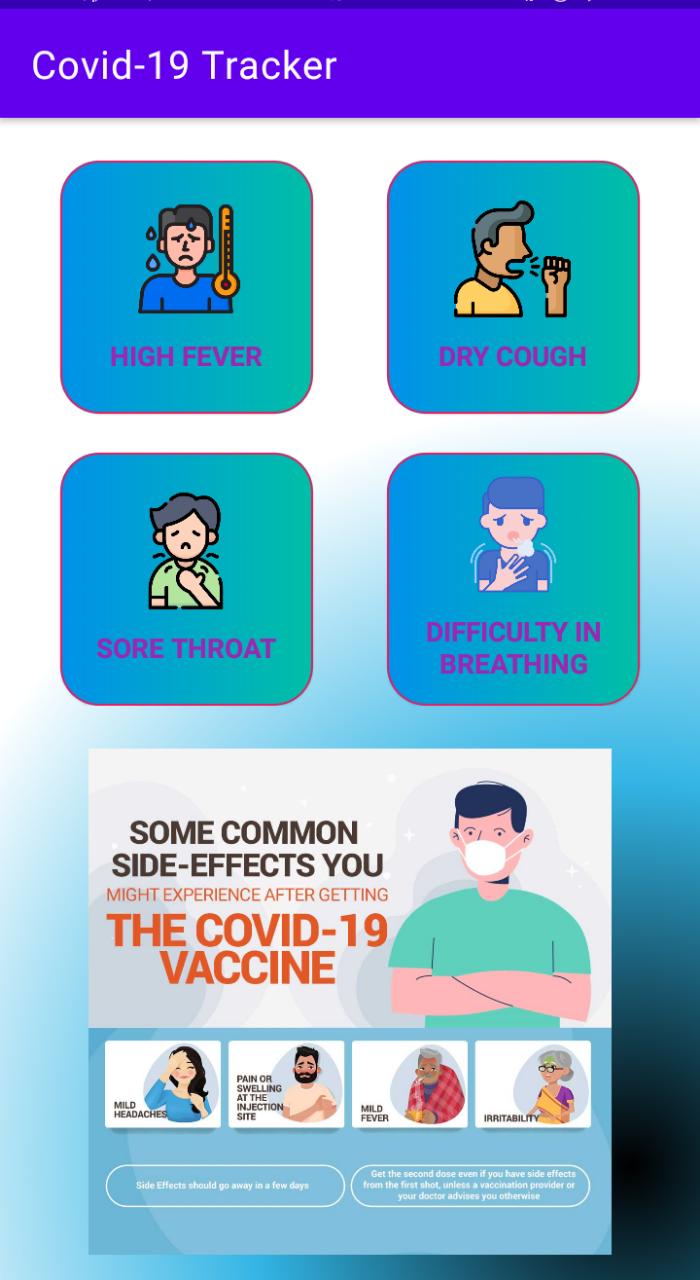 Covid-19 Tracker
HIGH FEVER
DRY COUGH
SORE THROAT
DIFFICULTY IN
BREATHING
SOME COMMON
SIDE-EFFECTS YOU
MIGHT EXPERIENCE AFTER GETTING
THE COVID-19
VACCINE
MILD
HEADACHES
PAIN OR
SWELLING
AT THE
INJECTION
SITE
MILD
FEVER
IRRITABILITY
Side Effects should go away in a few days
Get the second dose even if you have side effects
from the first shot, unless a vaccination provider or
your doctor advises you otherwise